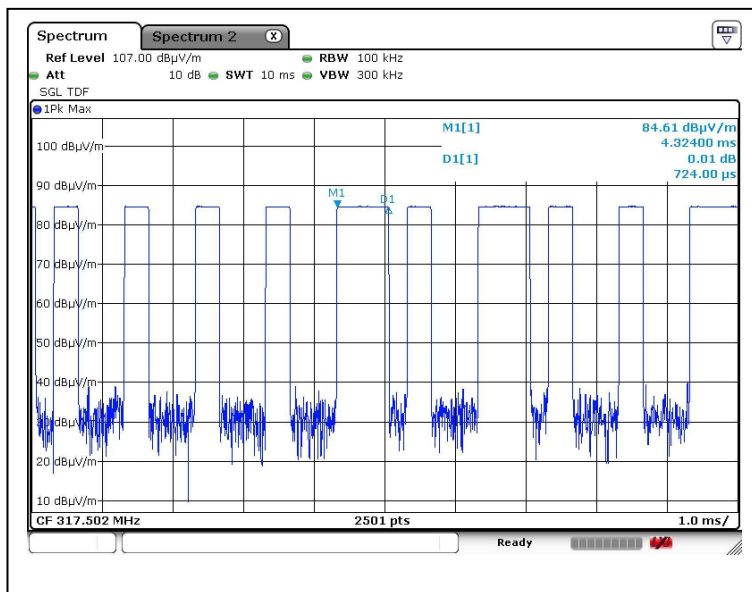 Spectrum Spectrum 2 X
Ref Level 107.00 dBµV/m RBW 100 kHz
Att 10 dB SWT 10 ms VBW 300 kHz
SGL TDF
1Pk Max
M1[1] 84.61 dBµV/m
4.32400 ms
D1[1] 0.01 dB
724.00 µs
100 dBµV/m
90 dBµV/m
M1 D1
80 dBµV/m
70 dBµV/m
60 dBµV/m
50 dBµV/m
40 dBµV/m
30 dBµV/m
20 dBµV/m
10 dBµV/m
CF 317.502 MHz 2501 pts 1.0 ms/
Ready